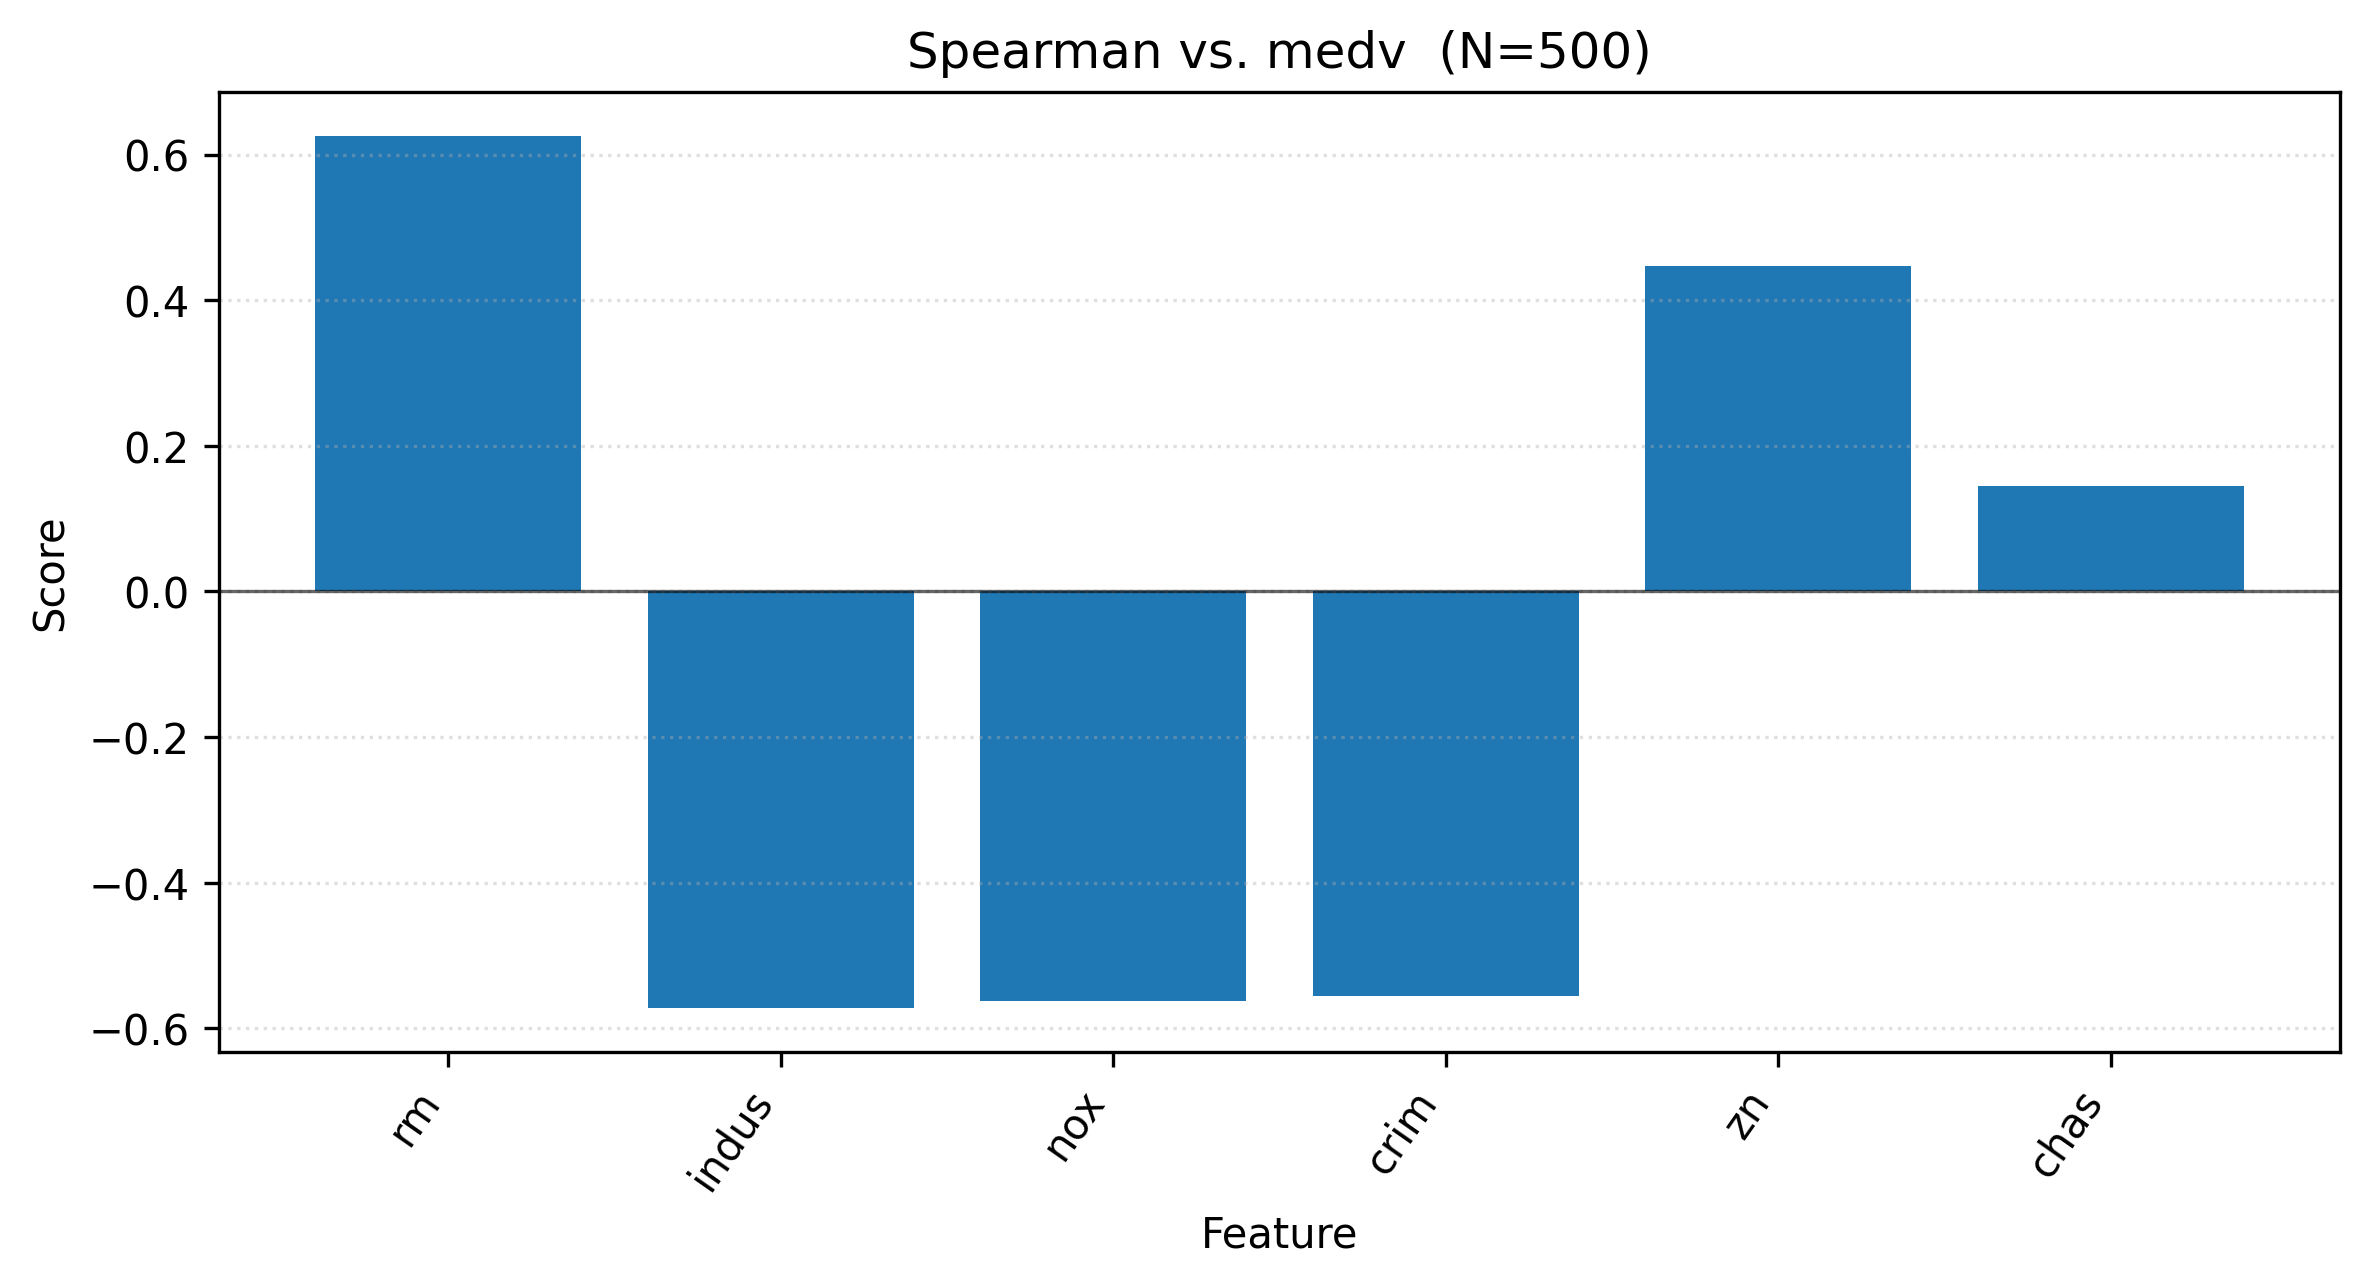 Spearman vs. medv  (N=500)
Score
0.6
0.4
0.2
0.0
−0.2
−0.4
−0.6
rm
indus
nox
crim
zn
chas
Feature